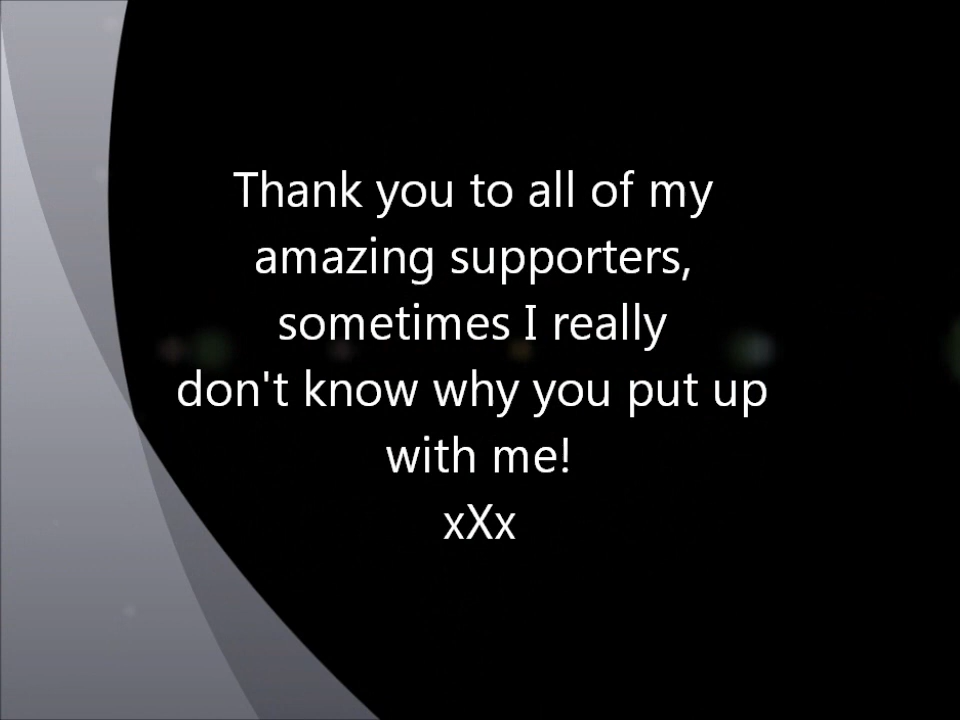 Thank you to all of my
amazing supporters,
sometimes I really
don't know why you put up
with me!
xXx